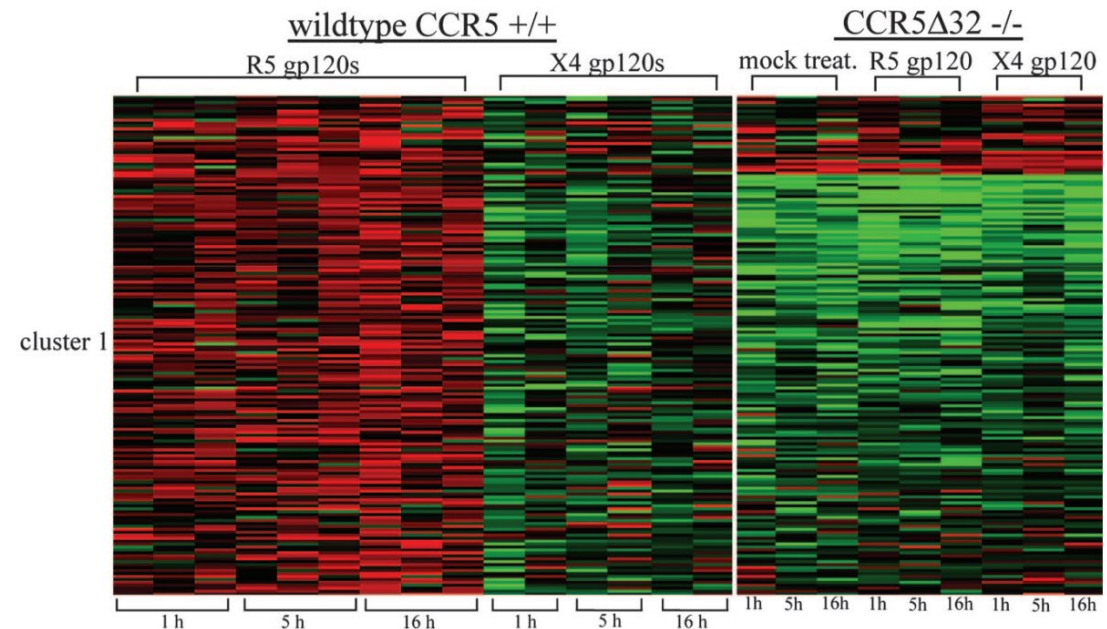 wildtype CCR5 +/+ CCR5Δ32 -/-
R5 gp120s X4 gp120s mock treat. R5 gp120 X4 gp120
cluster 1
1 h 5 h 16 h 1 h 5 h 16 h 1h 5h 16h 1h 5h 16h 1h 5h 16h